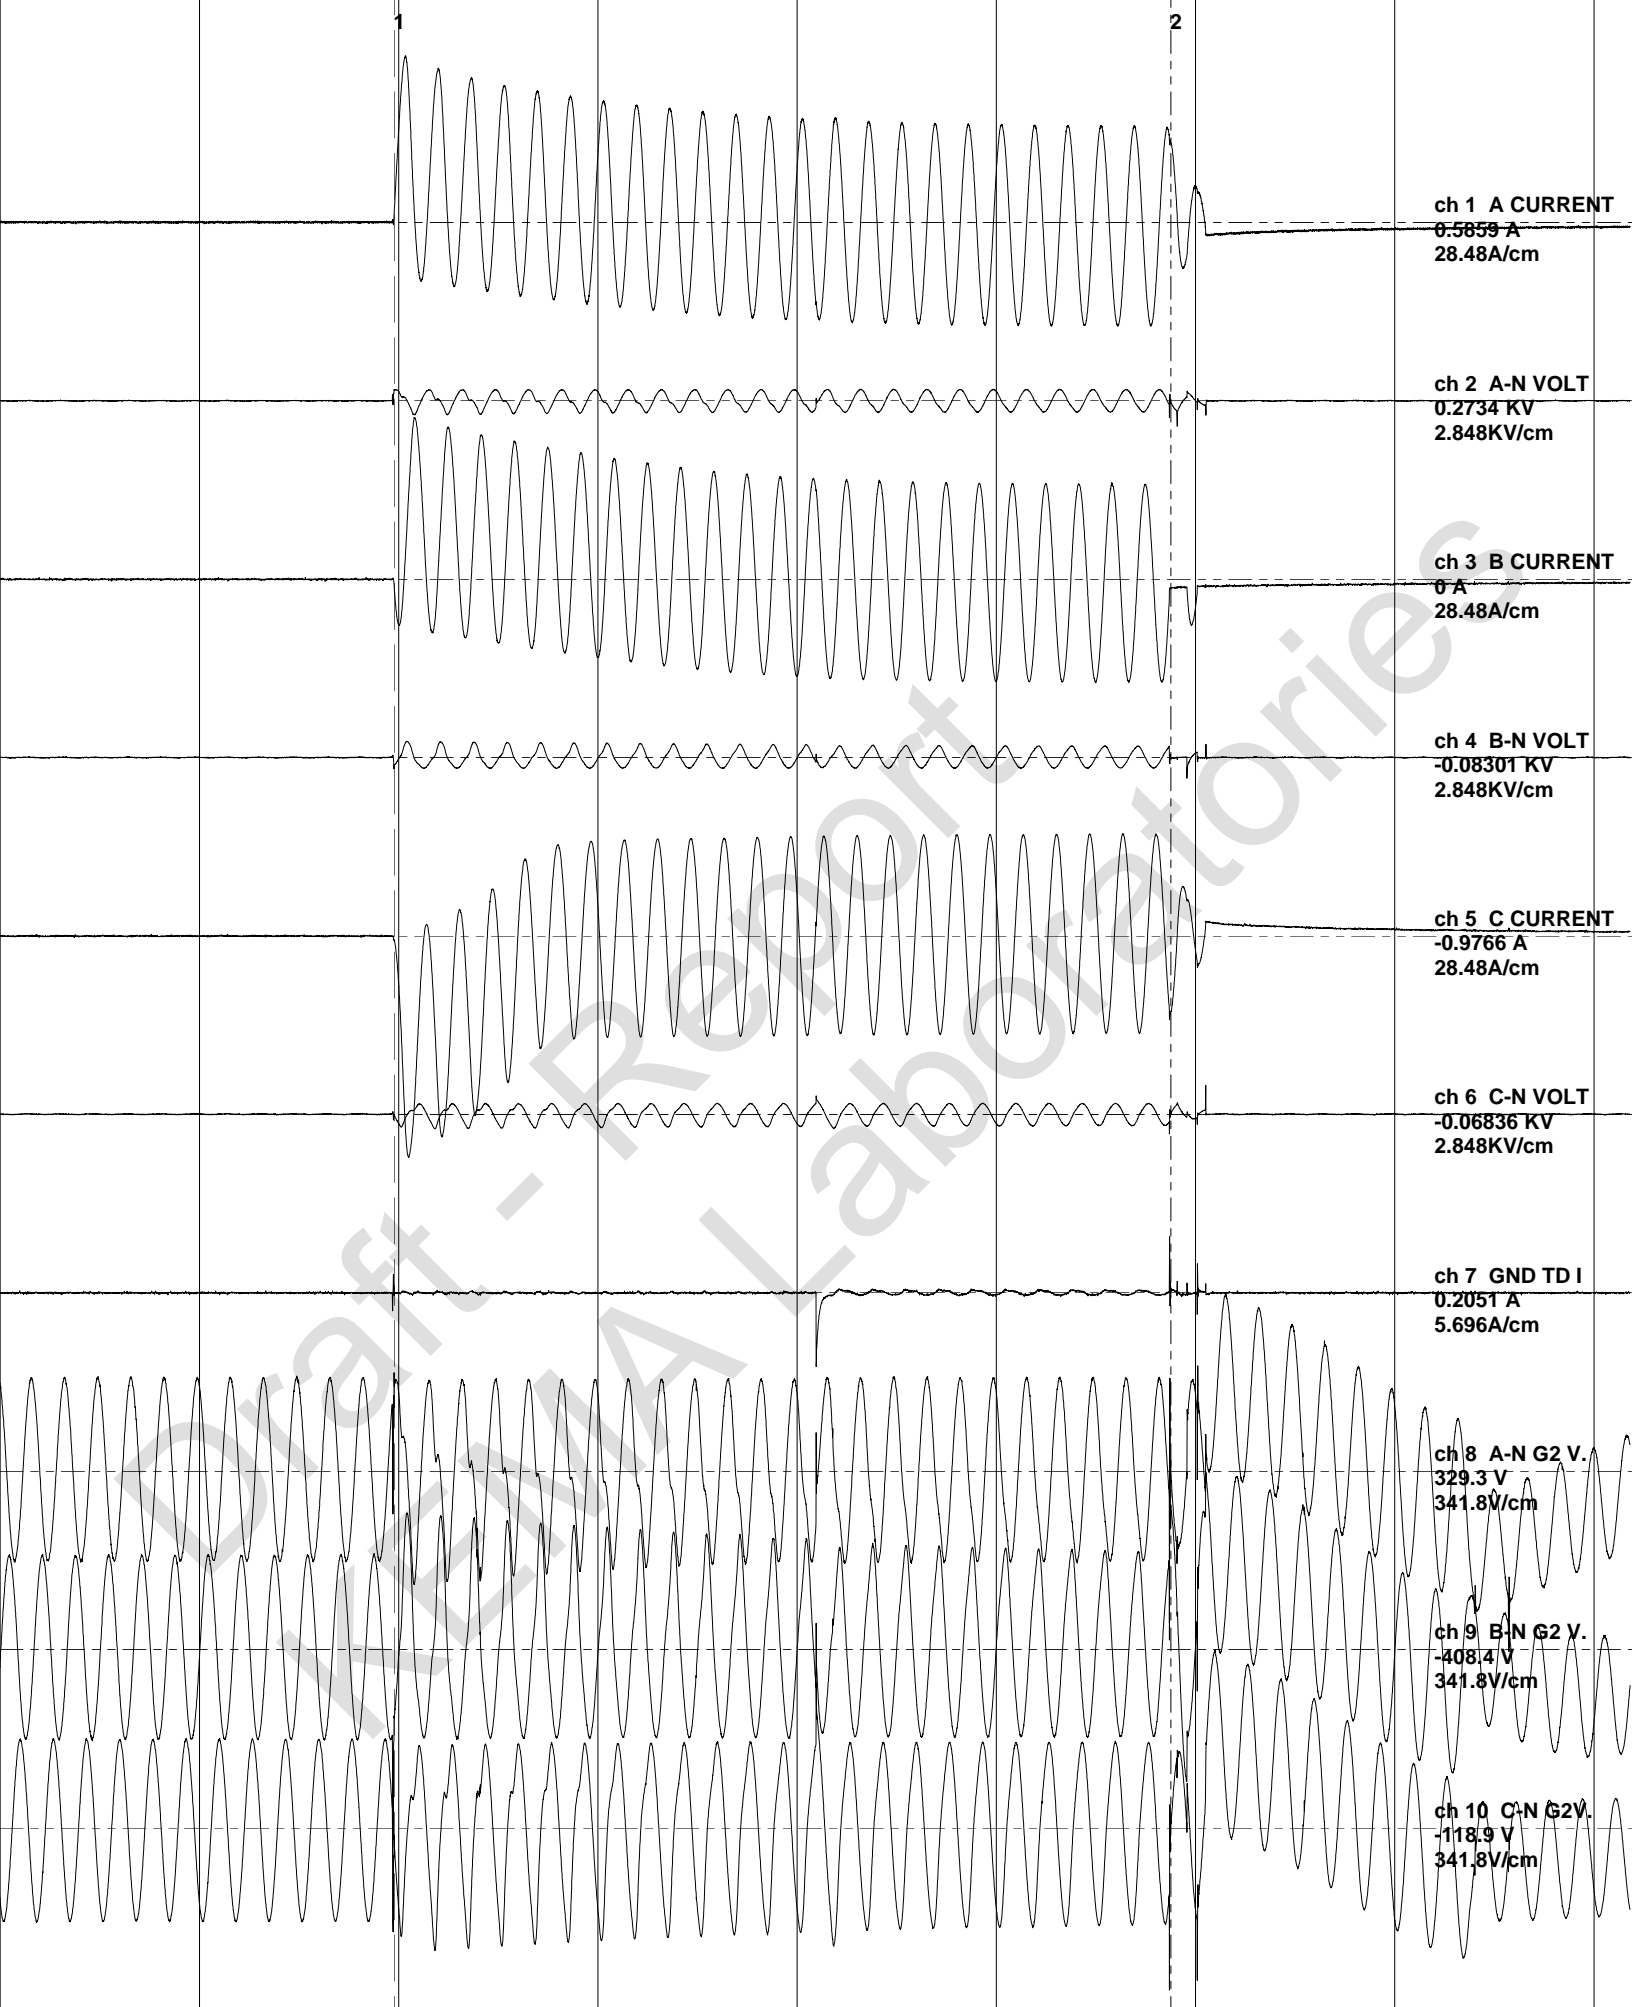 1
2
ch 1 A CURRENT
0.5859 A
28.48A/cm
ch 2 A-N VOLT
0.2734 KV
2.848KV/cm
ch 3 B CURRENT
0 A
28.48A/cm
ch 4 B-N VOLT
-0.08301 KV
2.848KV/cm
ch 5 C CURRENT
-0.9766 A
28.48A/cm
ch 6 C-N VOLT
-0.06836 KV
2.848KV/cm
ch 7 GND TD I
0.2051 A
5.696A/cm
ch 8 A-N G2 V.
329.3 V
341.8V/cm
ch 9 B-N G2 V.
-408.4 V
341.8V/cm
ch 10 C-N G2V.
-118.9 V
341.8V/cm
Draft - Report
KEMA Laboratories